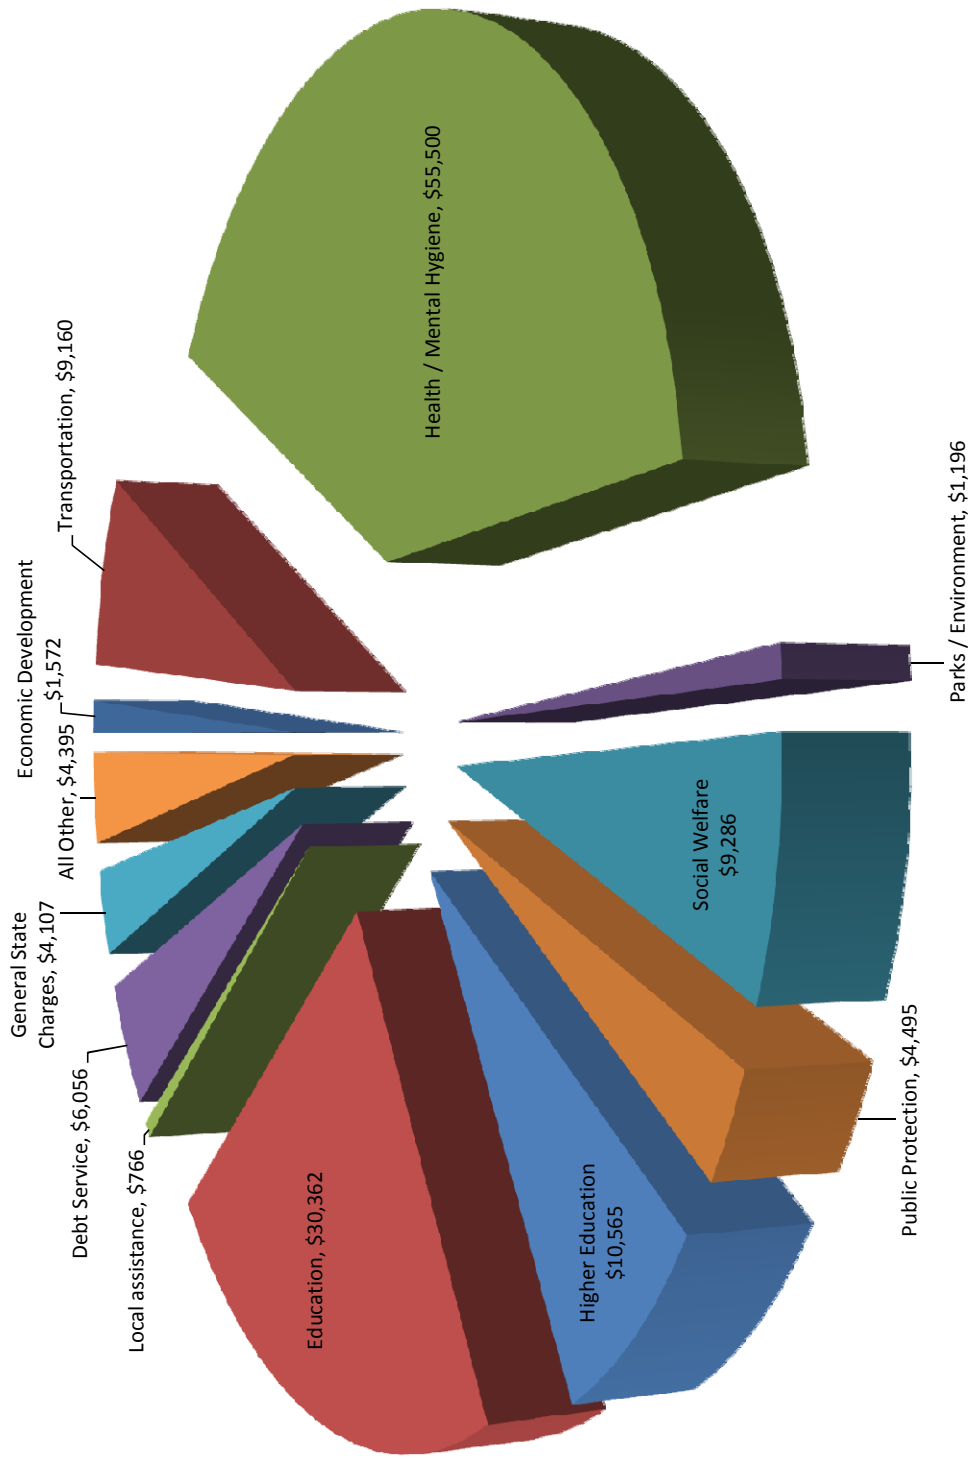 Health / Mental Hygiene, $55,500
Transportation, $9,160
Economic Development
$1,572
All Other, $4,395
General State
Charges, $4,107
Debt Service, $6,056
Local assistance, $766
Education, $30,362
Higher Education
$10,565
Public Protection, $4,495
Social Welfare
$9,286
Parks / Environment, $1,196